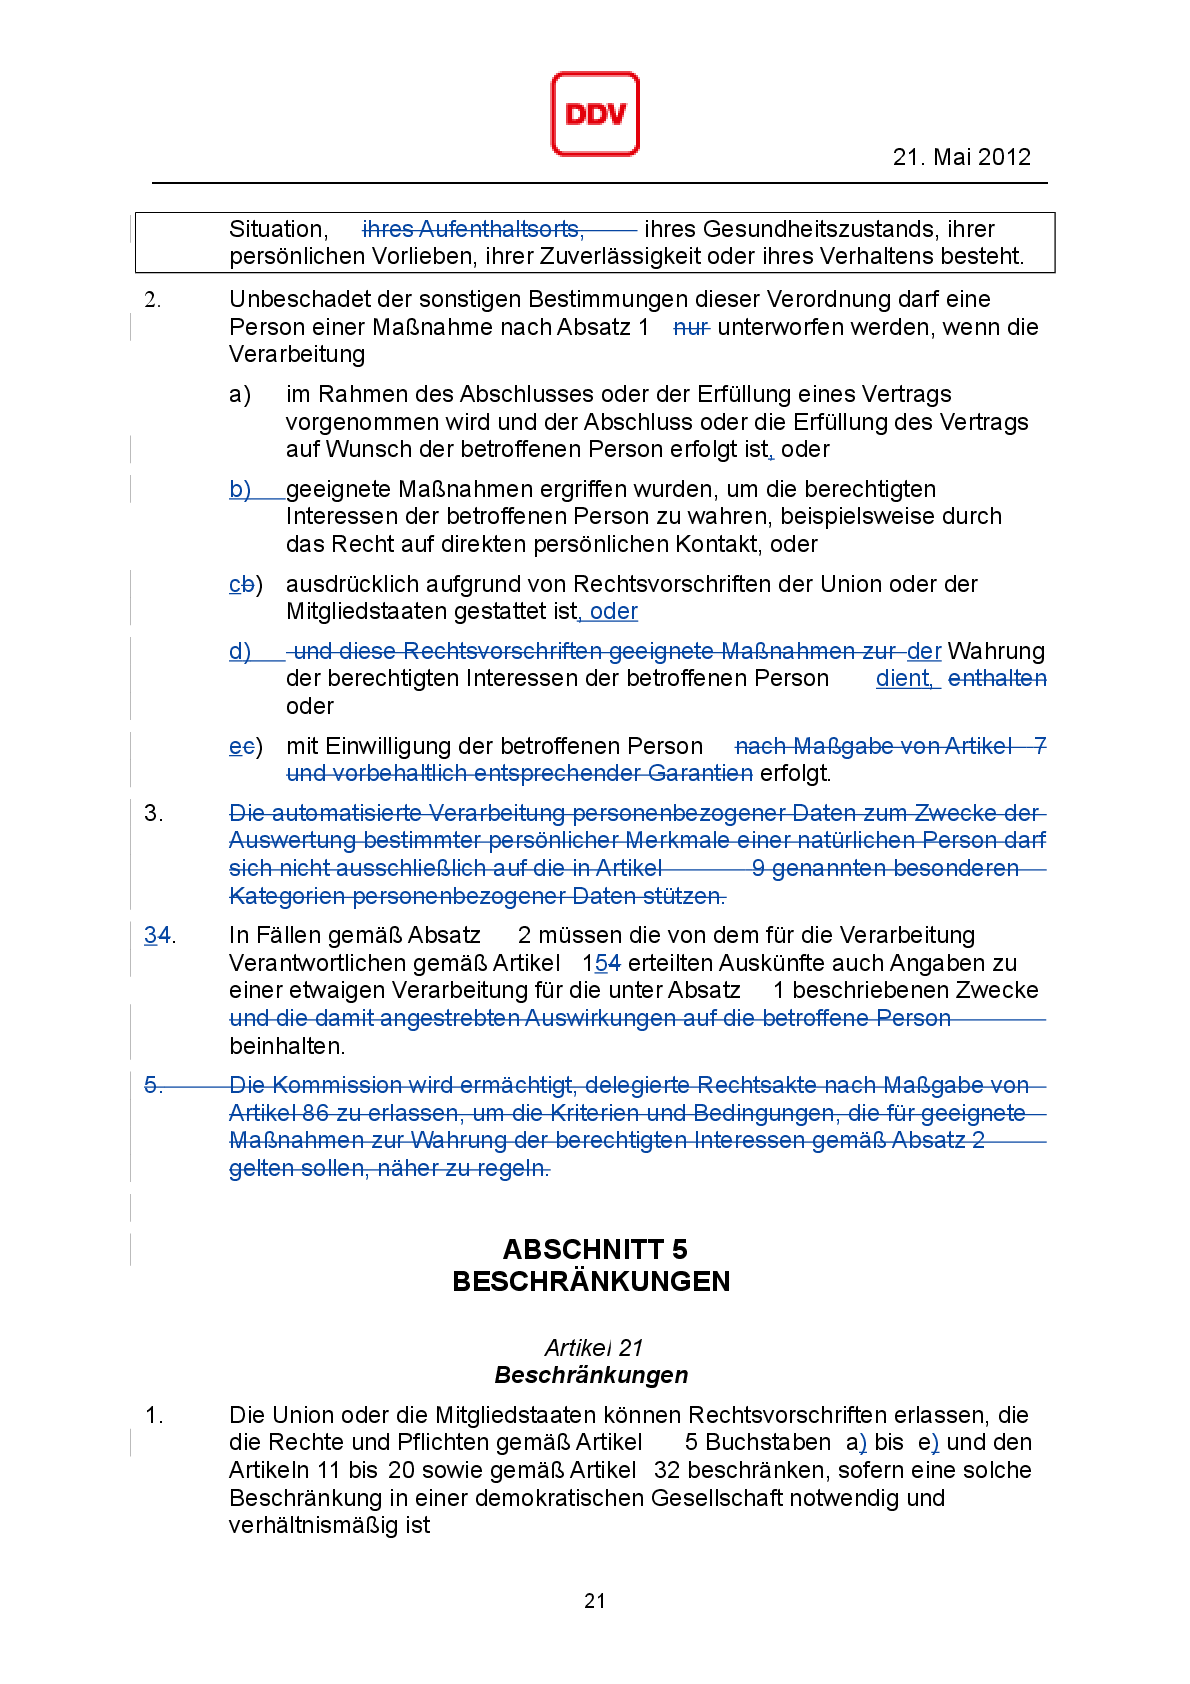 DDV
21. Mai 2012
Situation, ihres Aufenthaltsorts, ihres Gesundheitszustands, ihrer
persönlichen Vorlieben, ihrer Zuverlässigkeit oder ihres Verhaltens besteht.
2. Unbeschadet der sonstigen Bestimmungen dieser Verordnung darf eine
Person einer Maßnahme nach Absatz 1 nur unterworfen werden, wenn die
Verarbeitung
a) im Rahmen des Abschlusses oder der Erfüllung eines Vertrags
vorgenommen wird und der Abschluss oder die Erfüllung des Vertrags
auf Wunsch der betroffenen Person erfolgt ist, oder
b) geeignete Maßnahmen ergriffen wurden, um die berechtigten
Interessen der betroffenen Person zu wahren, beispielsweise durch
das Recht auf direkten persönlichen Kontakt, oder
cb) ausdrücklich aufgrund von Rechtsvorschriften der Union oder der
Mitgliedstaaten gestattet ist, oder
d) und diese Rechtsvorschriften geeignete Maßnahmen zur der Wahrung
der berechtigten Interessen der betroffenen Person dient, enthalten
oder
ec) mit Einwilligung der betroffenen Person nach Maßgabe von Artikel 7
und vorbehaltlich entsprechender Garantien erfolgt.
3. Die automatisierte Verarbeitung personenbezogener Daten zum Zwecke der
Auswertung bestimmter persönlicher Merkmale einer natürlichen Person darf
sich nicht ausschließlich auf die in Artikel 9 genannten besonderen
Kategorien personenbezogener Daten stützen.
34. In Fällen gemäß Absatz 2 müssen die von dem für die Verarbeitung
Verantwortlichen gemäß Artikel 154 erteilten Auskünfte auch Angaben zu
einer etwaigen Verarbeitung für die unter Absatz 1 beschriebenen Zwecke
und die damit angestrebten Auswirkungen auf die betroffene Person
beinhalten.
5. Die Kommission wird ermächtigt, delegierte Rechtsakte nach Maßgabe von
Artikel 86 zu erlassen, um die Kriterien und Bedingungen, die für geeignete
Maßnahmen zur Wahrung der berechtigten Interessen gemäß Absatz 2
gelten sollen, näher zu regeln.
ABSCHNITT 5
BESCHRÄNKUNGEN
Artikel 21
Beschränkungen
1. Die Union oder die Mitgliedstaaten können Rechtsvorschriften erlassen, die
die Rechte und Pflichten gemäß Artikel 5 Buchstaben a) bis e) und den
Artikeln 11 bis 20 sowie gemäß Artikel 32 beschränken, sofern eine solche
Beschränkung in einer demokratischen Gesellschaft notwendig und
verhältnismäßig ist
21